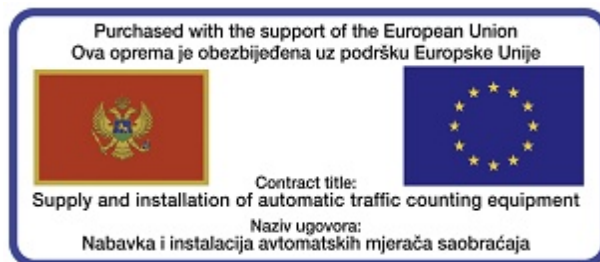 Purchased with the support of the European Union
Ova oprema je obezbijeđena uz podršku Europske Unije
Contract title:
Supply and installation of automatic traffic counting equipment
Naziv ugovora:
Nabavka i instalacija avtomatskih mjerača saobraćaja